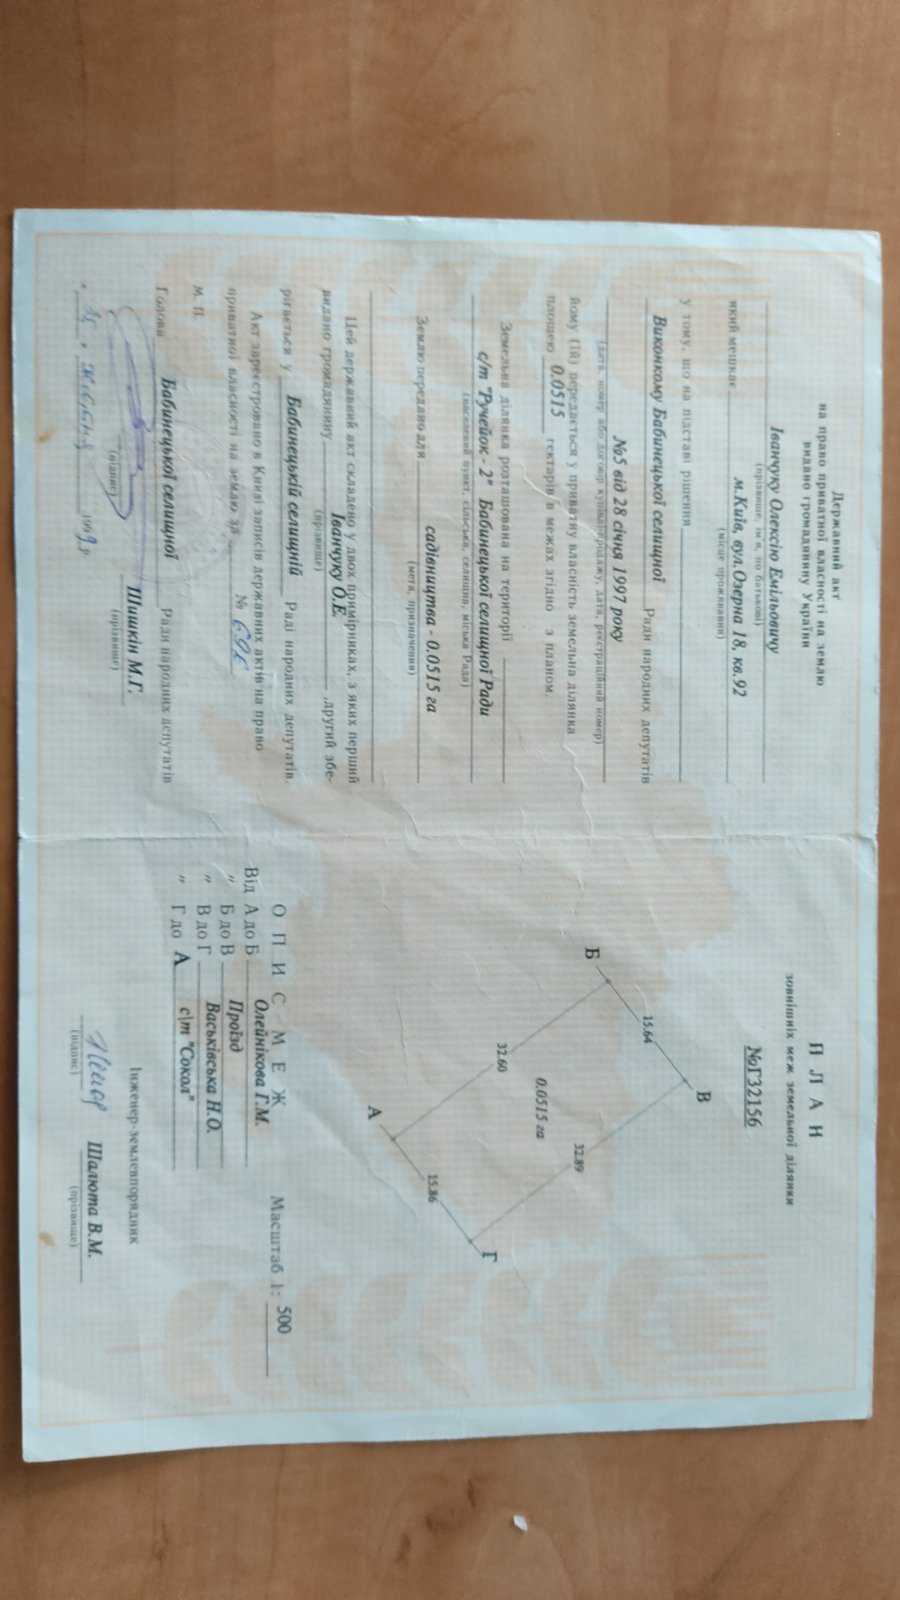 Державний акт
на право приватної власності на землю
видано громадянину України
Іванчуку Олексію Емільовичу
(прізвище, ім'я, по батькові)
який мешкає м.Київ, вул.Озерна 18, кв.92
(місце проживання)
у тому, що на підставі рішення
Виконкому Бабинецької селищної Ради народних депутатів
№5 від 28 січня 1997 року
(дата, номер або договір купівлі-продажу, дата, реєстраційний номер)
йому (їй) передається у приватну власність земельна ділянка
площею 0.0515 гектарів в межах згідно з планом.
Земельна ділянка розташована на території
с/т "Ручейок - 2" Бабинецької селищної Ради
(населений пункт, сільська, селищна, міська Рада)
Землю передано для садівництва - 0.0515 га
(мета, призначення)
Цей державний акт складено у двох примірниках, з яких перший
видано громадянину Іванчуку О.Е. ,другий збе-
(прізвище)
рігається у Бабинецькій селищній Раді народних депутатів.
Акт зареєстровано в Книзі записів державних актів на право
приватної власності на землю за № 696
М. П.
Голова Бабинецької селищної Ради народних депутатів
Шишкін М.Г.
(підпис) (прізвище)
199 р
П Л А Н
зовнішніх меж земельної ділянки
№Г32156
Б
15.64
В
32.60
0.0515 га
32.89
А
15.86
Г
О П И С М Е Ж Масштаб 1: 500
Від А до Б Олейнікова Г.М.
" Б до В Проїзд
" В до Г Васьківська Н.О.
" Г до А с\т "Сокол"
Інженер-землевпорядник
Шалюта В.М.
(підпис) (прізвище)